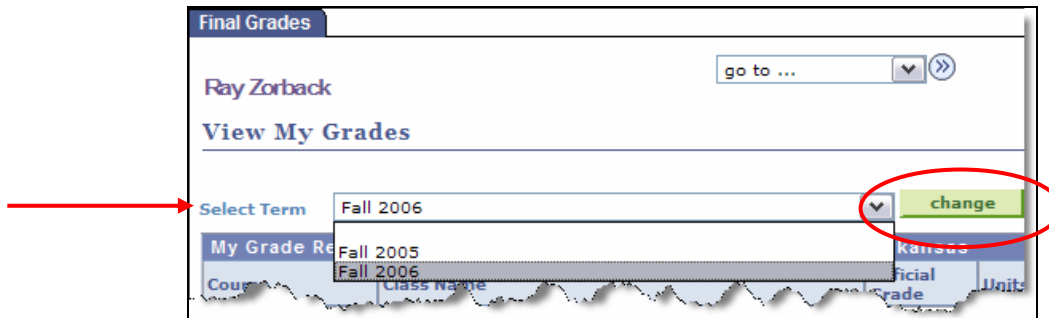 Final Grades
go to ...
Ray Zorback
View My Grades
Select Term Fall 2006 change
My Grade
Fall 2005
Fall 2006
Class Name
Grade
Units